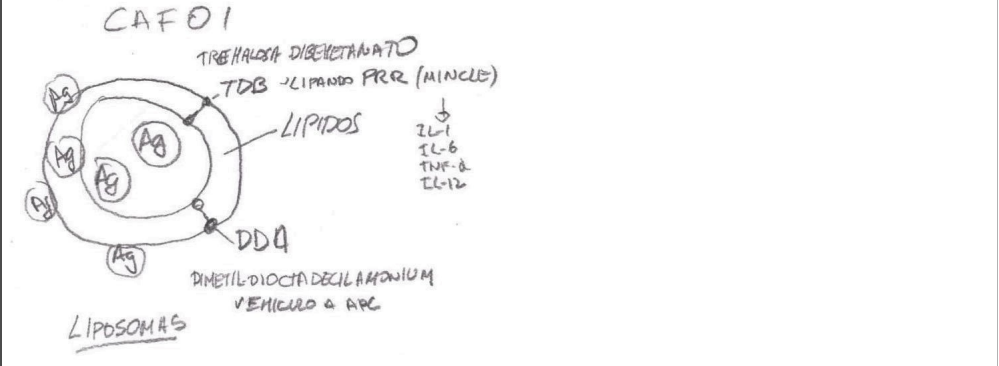 CAF01
TREHALOSA DIBEHETANATO
TDB LIPANDO PRR (MINCLE)
LIPIDOS
IL-1
IL-6
TNF-α
IL-12
Ag
Ag
Ag
Ag
Ag
Ag
DDA
DIMETIL-DIOCTADECILAMONIUM
VEHICULO A APC
LIPOSOMAS